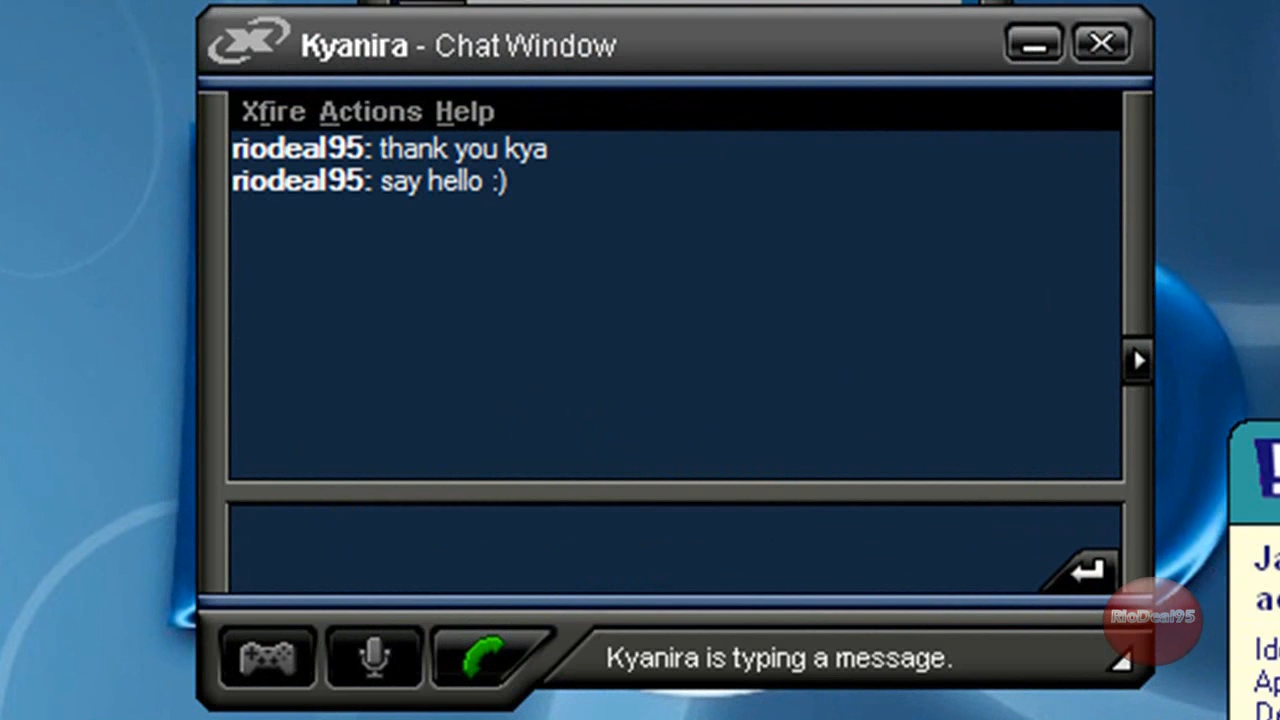 Kyanira - Chat Window
Xfire Actions Help
riodeal95: thank you kya
riodeal95: say hello :)
RioDeal95
Kyanira is typing a message.